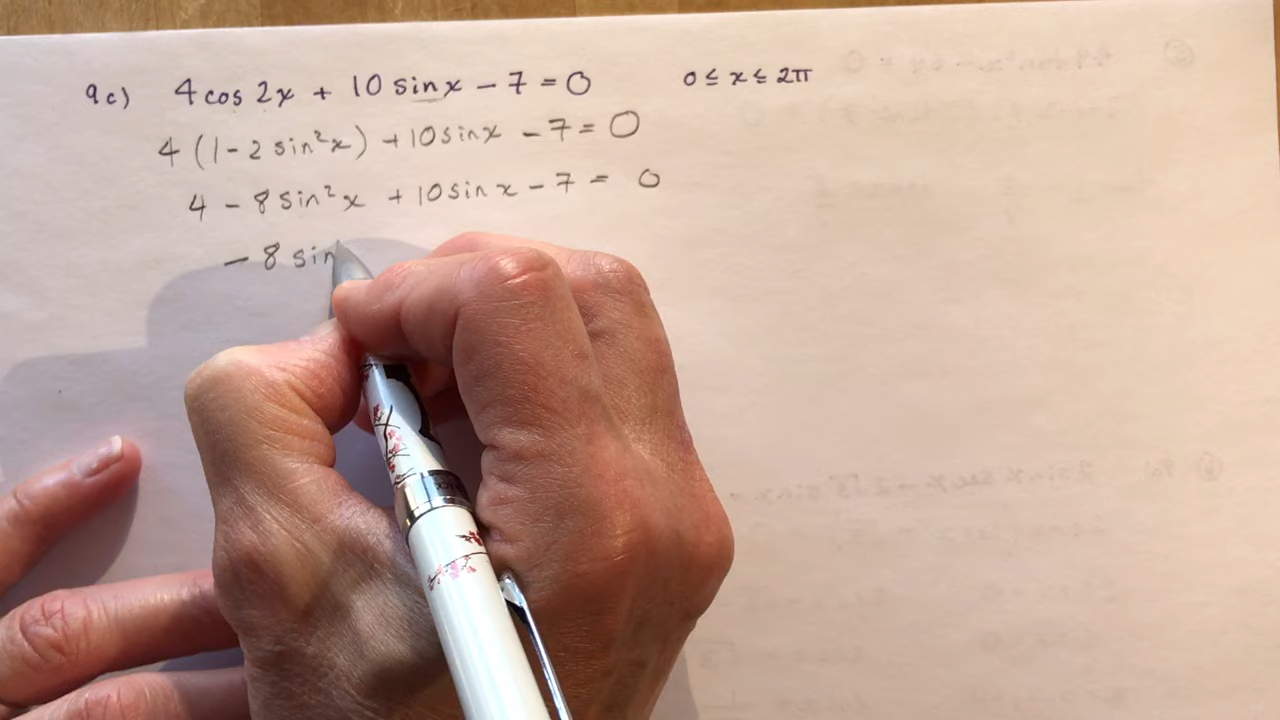 9c) 4 cos 2x + 10 sin x - 7 = 0 0 ≤ x ≤ 2π
4 (1 - 2 sin²x) + 10 sin x - 7 = 0
4 - 8 sin²x + 10 sin x - 7 = 0
- 8 sin